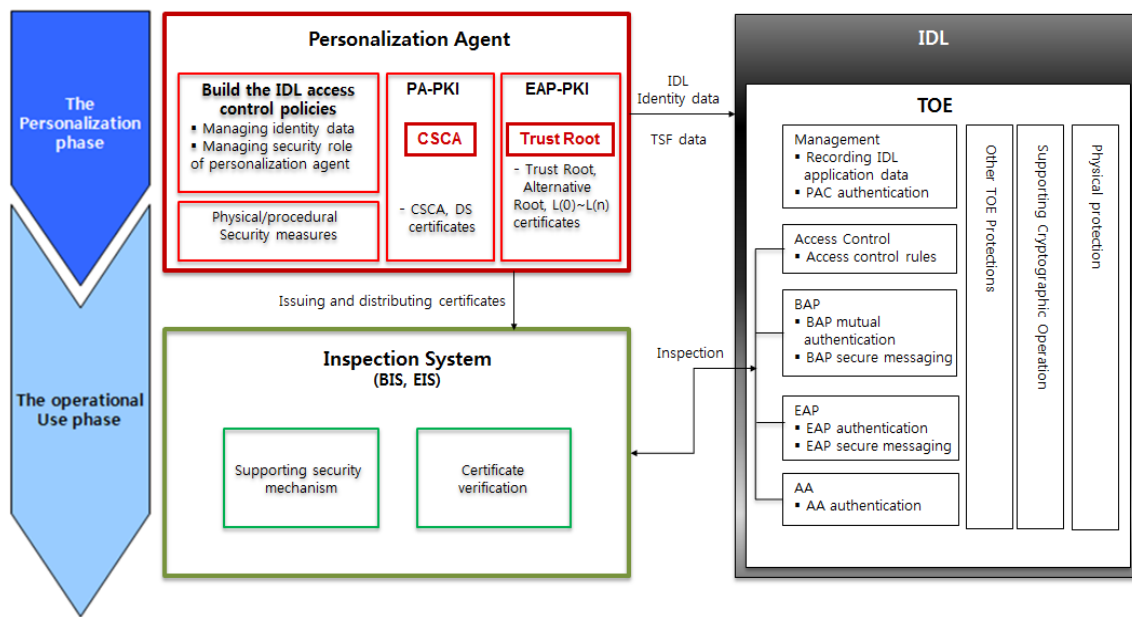 The
Personalization
phase
The operational
Use phase
Personalization Agent
Build the IDL access
control policies
▪ Managing identity data
▪ Managing security role
of personalization agent
Physical/procedural
Security measures
PA-PKI
CSCA
- CSCA, DS
certificates
EAP-PKI
Trust Root
- Trust Root,
Alternative
Root, L(0)~L(n)
certificates
IDL
Identity data
TSF data
Issuing and distributing certificates
Inspection System
(BIS, EIS)
Supporting security
mechanism
Certificate
verification
Inspection
IDL
TOE
Management
▪ Recording IDL
application data
▪ PAC authentication
Access Control
▪ Access control rules
BAP
▪ BAP mutual
authentication
▪ BAP secure messaging
EAP
▪ EAP authentication
▪ EAP secure messaging
AA
▪ AA authentication
Other TOE Protections
Supporting Cryptographic Operation
Physical protection